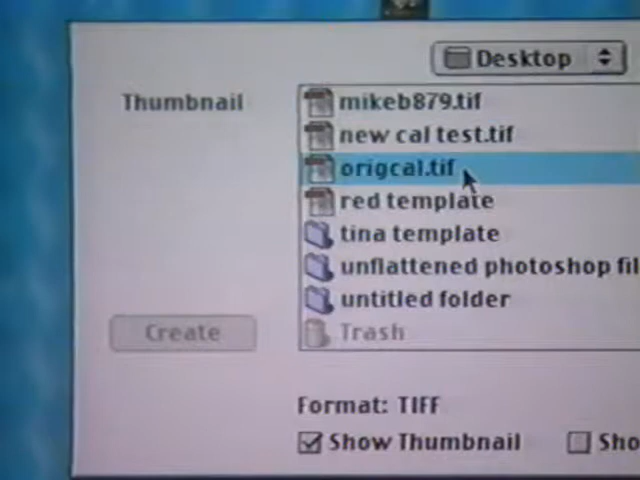 Desktop
Thumbnail
mikeb879.tif
new cal test.tif
origcal.tif
red template
tina template
unflattened photoshop fil
untitled folder
Create
Trash
Format: TIFF
Show Thumbnail
Sho